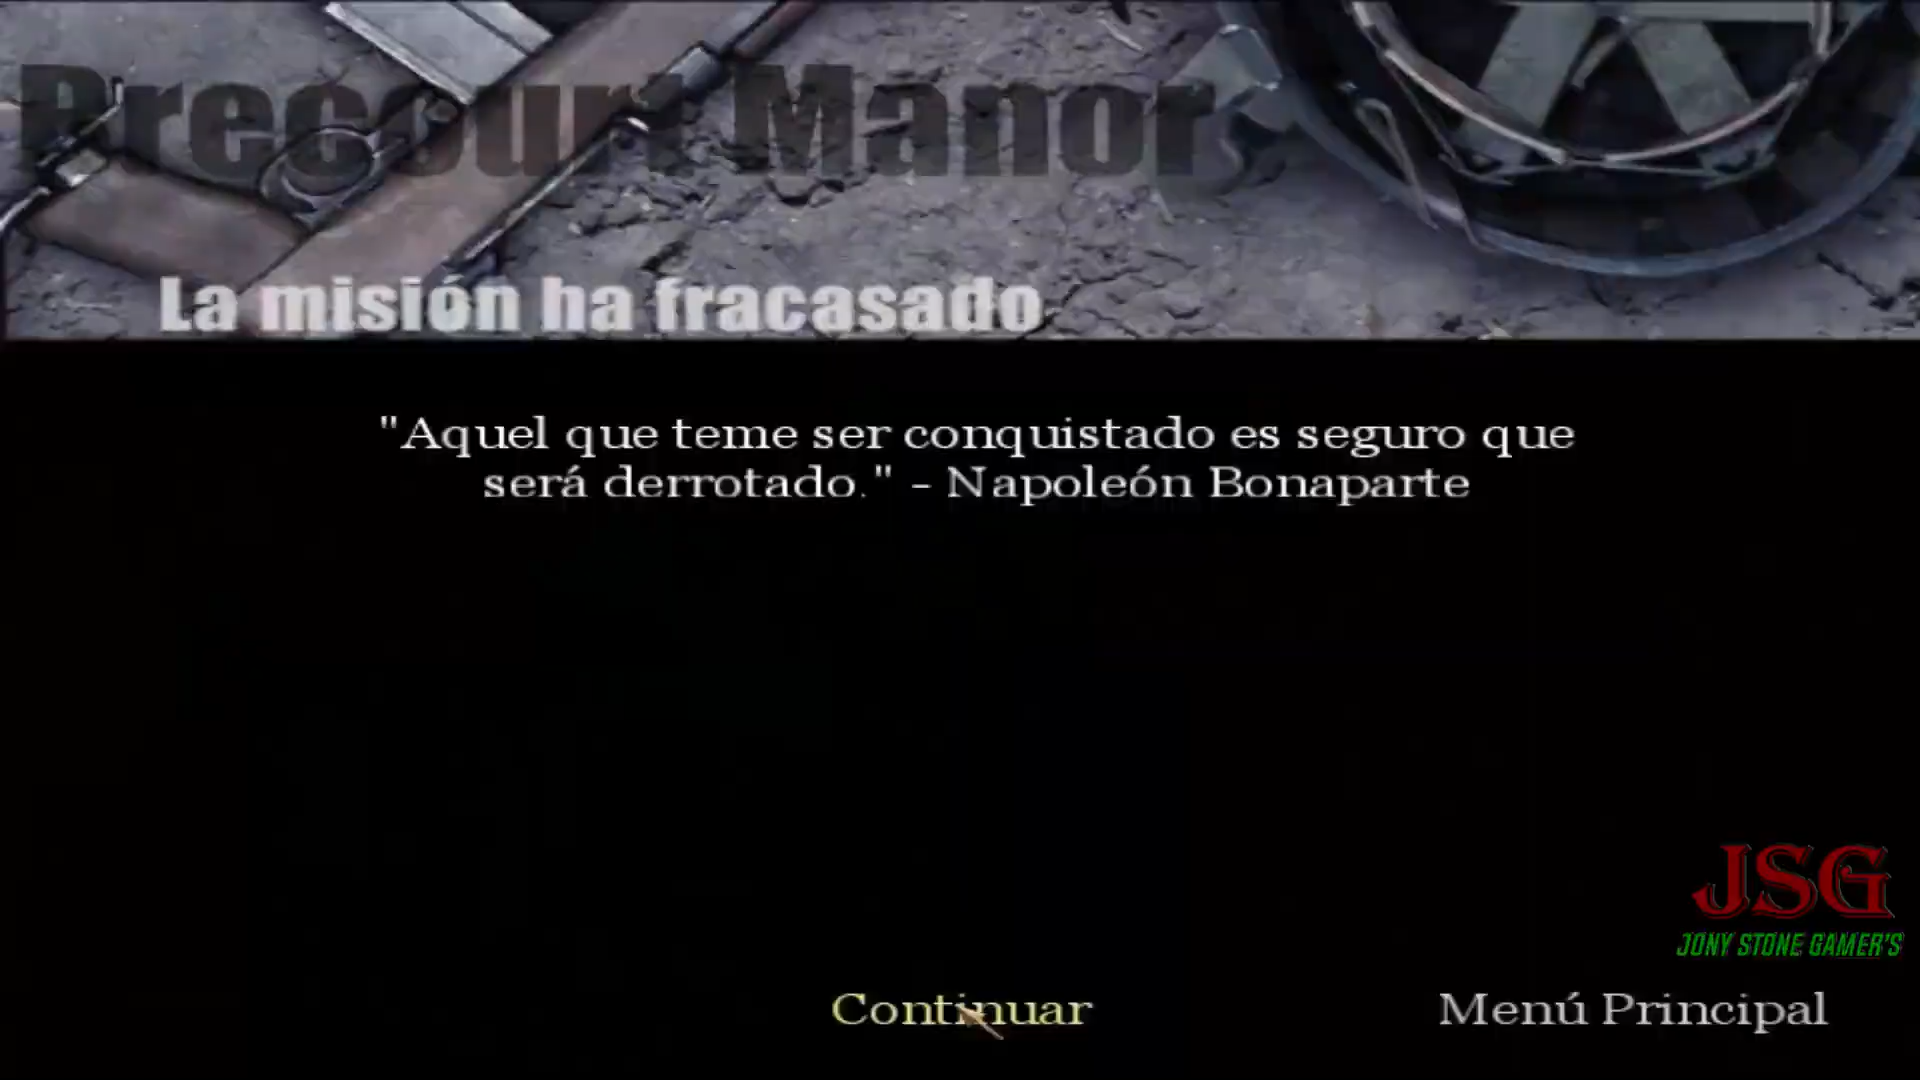 Precourt Manor
La misión ha fracasado
"Aquel que teme ser conquistado es seguro que
será derrotado." - Napoleón Bonaparte
JSG
JONY STONE GAMER'S
Continuar
Menú Principal